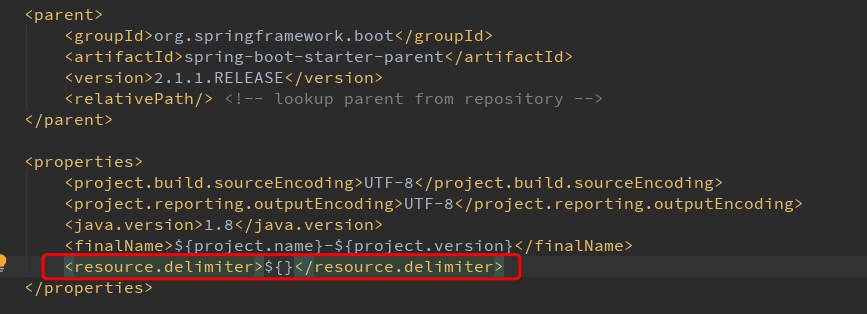 <parent>
<groupId>org.springframework.boot</groupId>
<artifactId>spring-boot-starter-parent</artifactId>
<version>2.1.1.RELEASE</version>
<relativePath/> <!-- lookup parent from repository -->
</parent>
<properties>
<project.build.sourceEncoding>UTF-8</project.build.sourceEncoding>
<project.reporting.outputEncoding>UTF-8</project.reporting.outputEncoding>
<java.version>1.8</java.version>
<finalName>${project.name}-${project.version}</finalName>
<resource.delimiter>${}</resource.delimiter>
</properties>